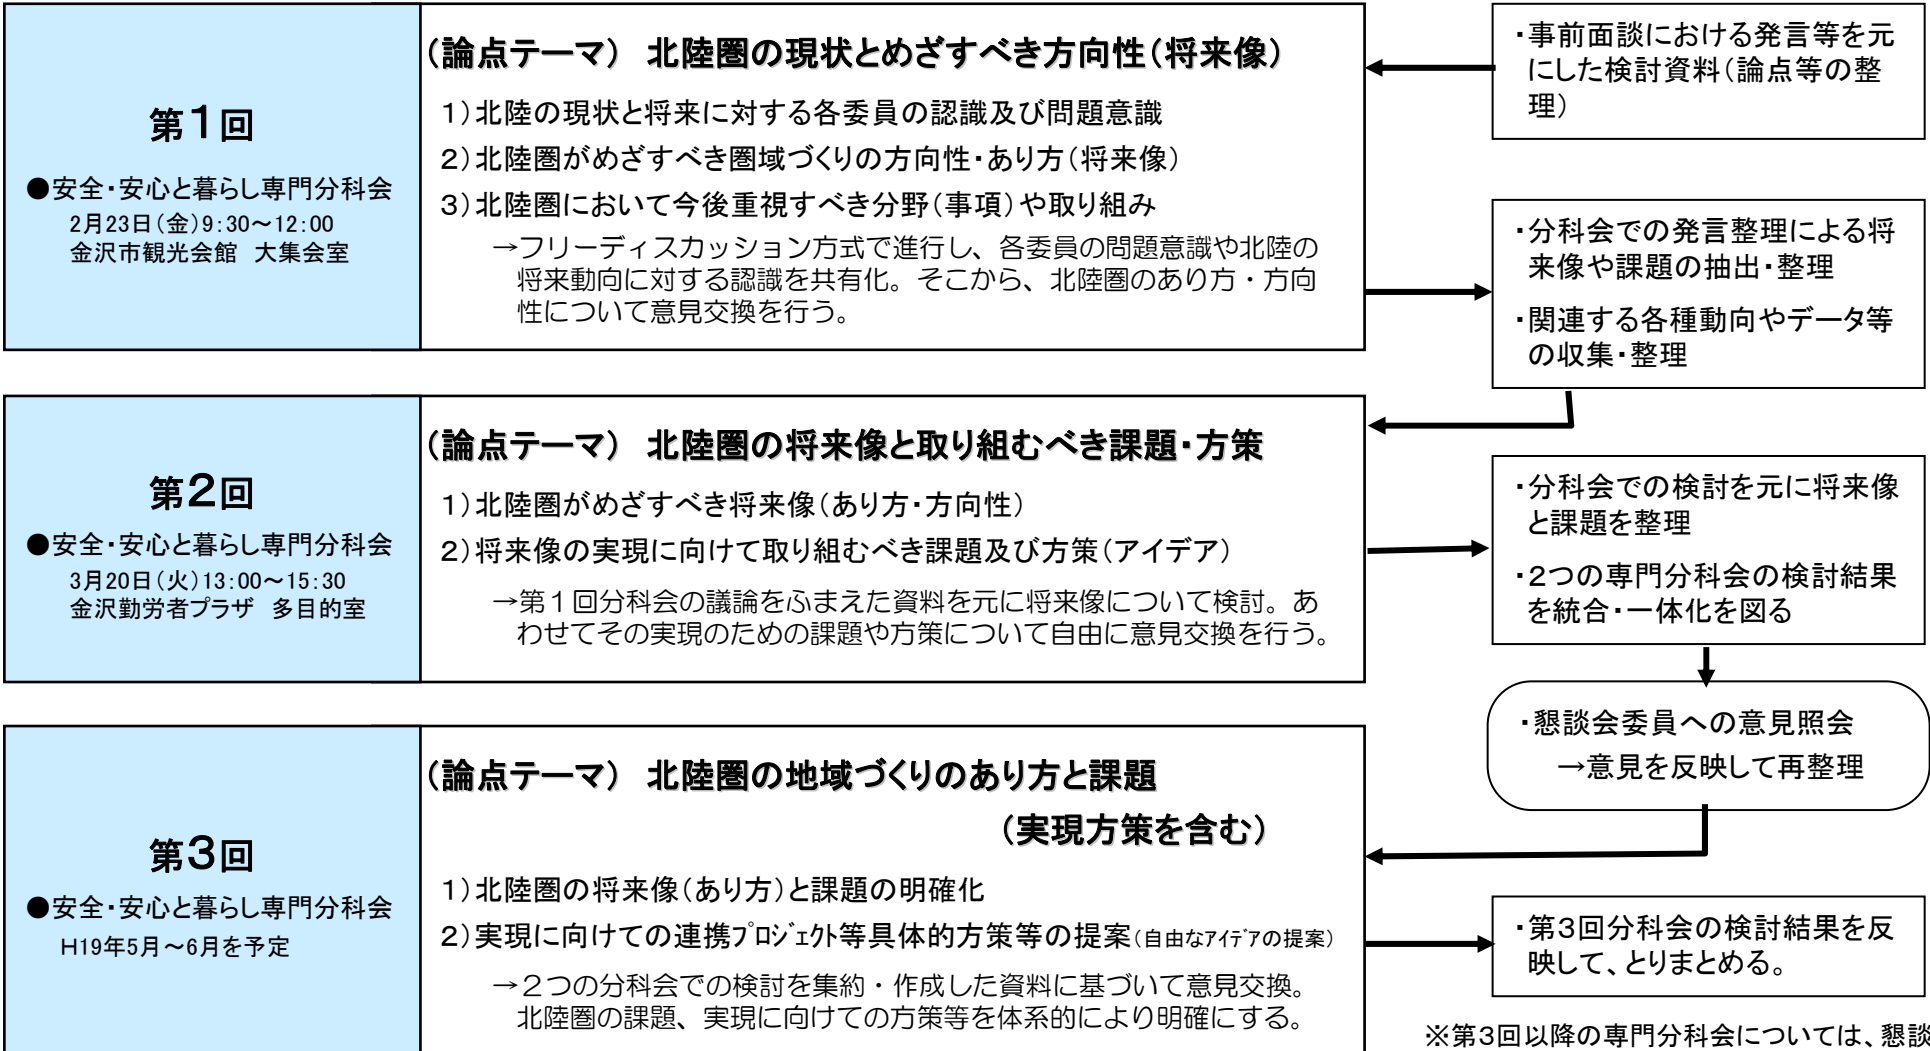 第1回
●安全・安心と暮らし専門分科会
2月23日(金)9:30～12:00
金沢市観光会館　大集会室
(論点テーマ)　北陸圏の現状とめざすべき方向性(将来像)
1)北陸の現状と将来に対する各委員の認識及び問題意識
2)北陸圏がめざすべき圏域づくりの方向性・あり方(将来像)
3)北陸圏において今後重視すべき分野(事項)や取り組み
→フリーディスカッション方式で進行し、各委員の問題意識や北陸の
将来動向に対する認識を共有化。そこから、北陸圏のあり方・方向
性について意見交換を行う。
・事前面談における発言等を元
にした検討資料(論点等の整
理)
・分科会での発言整理による将
来像や課題の抽出・整理
・関連する各種動向やデータ等
の収集・整理
第2回
●安全・安心と暮らし専門分科会
3月20日(火)13:00～15:30
金沢勤労者プラザ　多目的室
(論点テーマ)　北陸圏の将来像と取り組むべき課題・方策
1)北陸圏がめざすべき将来像(あり方・方向性)
2)将来像の実現に向けて取り組むべき課題及び方策(アイデア)
→第１回分科会の議論をふまえた資料を元に将来像について検討。あ
わせてその実現のための課題や方策について自由に意見交換を行う。
・分科会での検討を元に将来像
と課題を整理
・2つの専門分科会の検討結果
を統合・一体化を図る
・懇談会委員への意見照会
→意見を反映して再整理
第3回
●安全・安心と暮らし専門分科会
H19年5月～6月を予定
(論点テーマ)　北陸圏の地域づくりのあり方と課題
(実現方策を含む)
1)北陸圏の将来像(あり方)と課題の明確化
2)実現に向けての連携ﾌﾟﾛｼﾞｪｸﾄ等具体的方策等の提案(自由なｱｲﾃﾞｱの提案)
→２つの分科会での検討を集約・作成した資料に基づいて意見交換。
北陸圏の課題、実現に向けての方策等を体系的により明確にする。
・第3回分科会の検討結果を反
映して、とりまとめる。
※第3回以降の専門分科会については、懇談